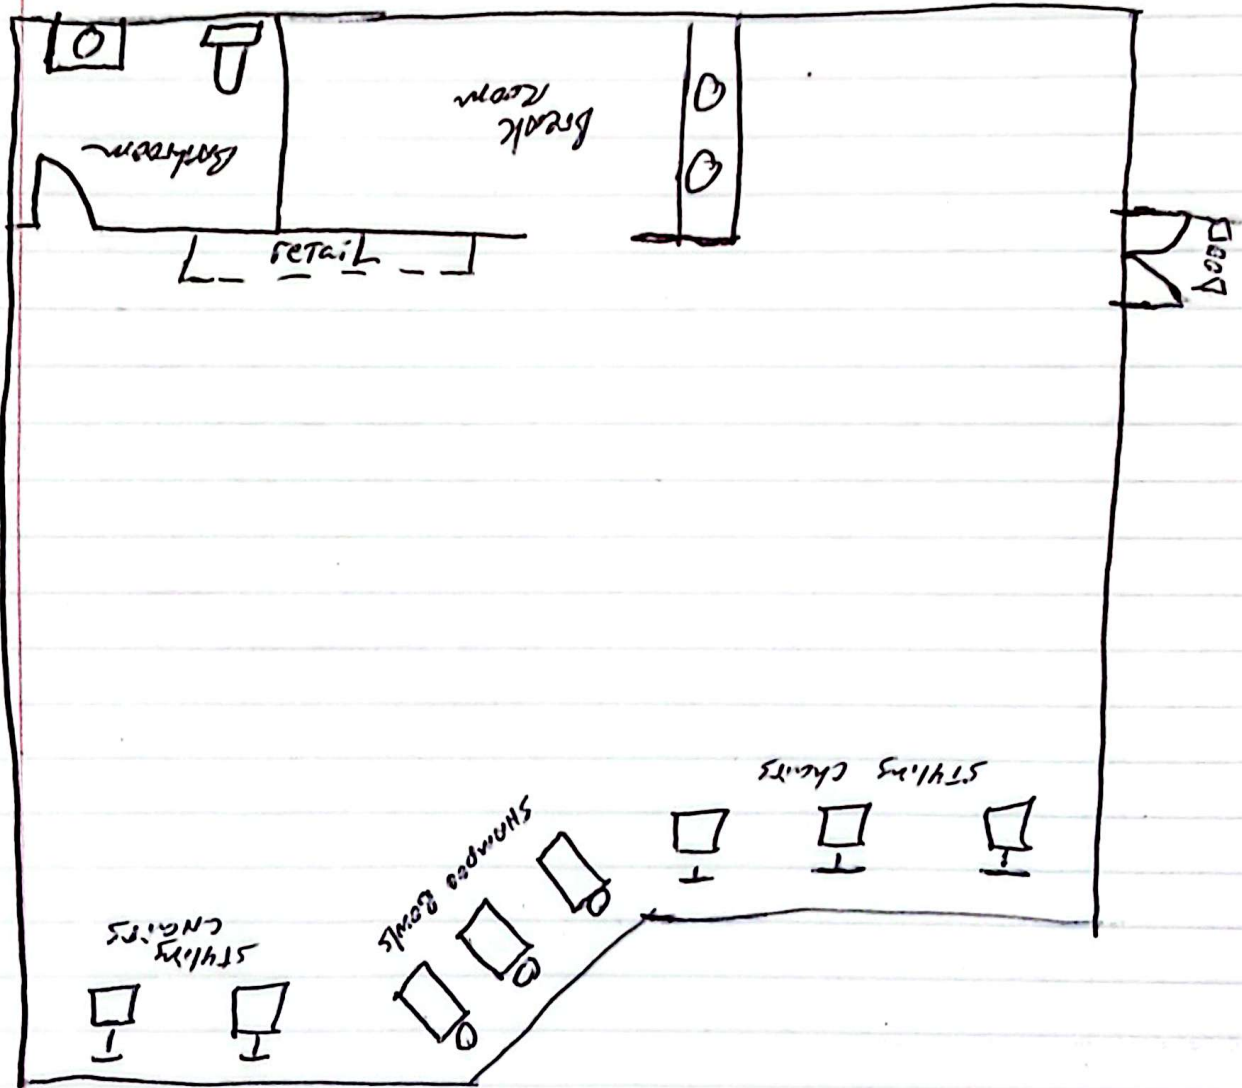 Bathroom
Break
Room
retail
Door
Styling Chairs
SHAmpoo Bowls
Styling
CHairs